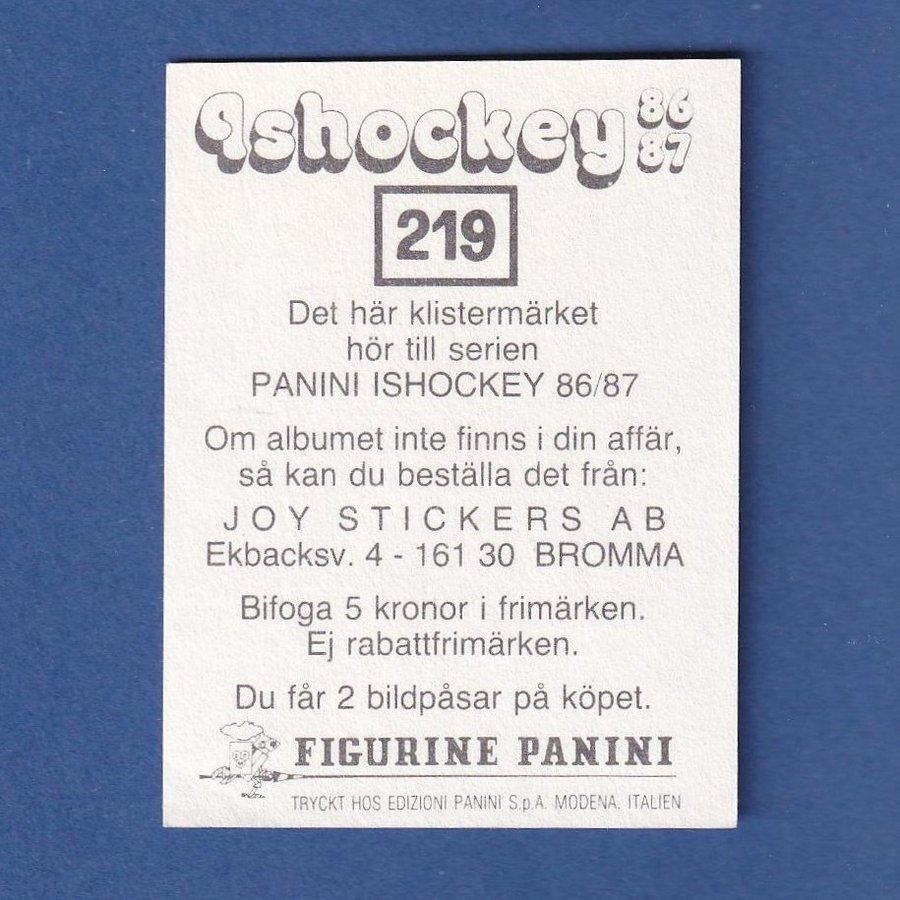 Ishockey 86
87
219
Det här klistermärket
hör till serien
PANINI ISHOCKEY 86/87
Om albumet inte finns i din affär,
så kan du beställa det från:
JOY STICKERS AB
Ekbacksv. 4 - 161 30 BROMMA
Bifoga 5 kronor i frimärken.
Ej rabattfrimärken.
Du får 2 bildpåsar på köpet.
FIGURINE PANINI
TRYCKT HOS EDIZIONI PANINI S.p.A. MODENA. ITALIEN